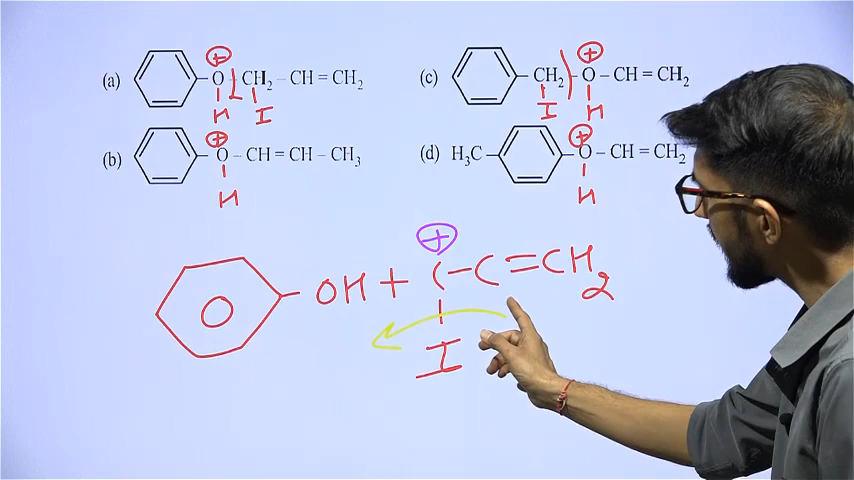 (a) O CH₂ – CH = CH₂
⊕ H I
(c) CH₂ – O – CH = CH₂
⊕ I H
(b) O – CH = CH – CH₃
⊕ H
(d) H₃C O – CH = CH₂
⊕ H
⊕
OH + C – C = CH₂
I